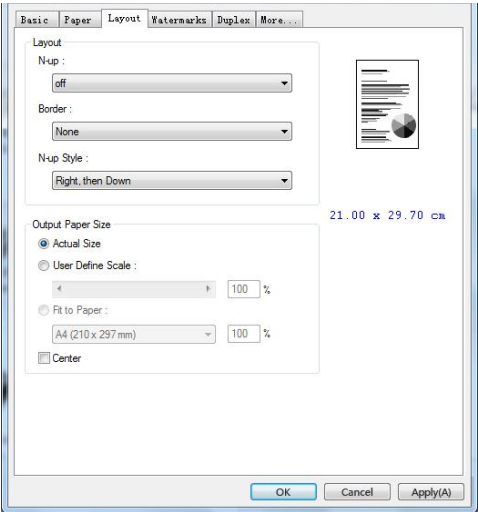 Basic Paper Layout Watermarks Duplex More...
Layout
N-up :
off
Border :
None
N-up Style :
Right, then Down
21.00 x 29.70 cm
Output Paper Size
Actual Size
User Define Scale :
100 %
Fit to Paper :
A4 (210 x 297 mm) 100 %
Center
OK Cancel Apply(A)